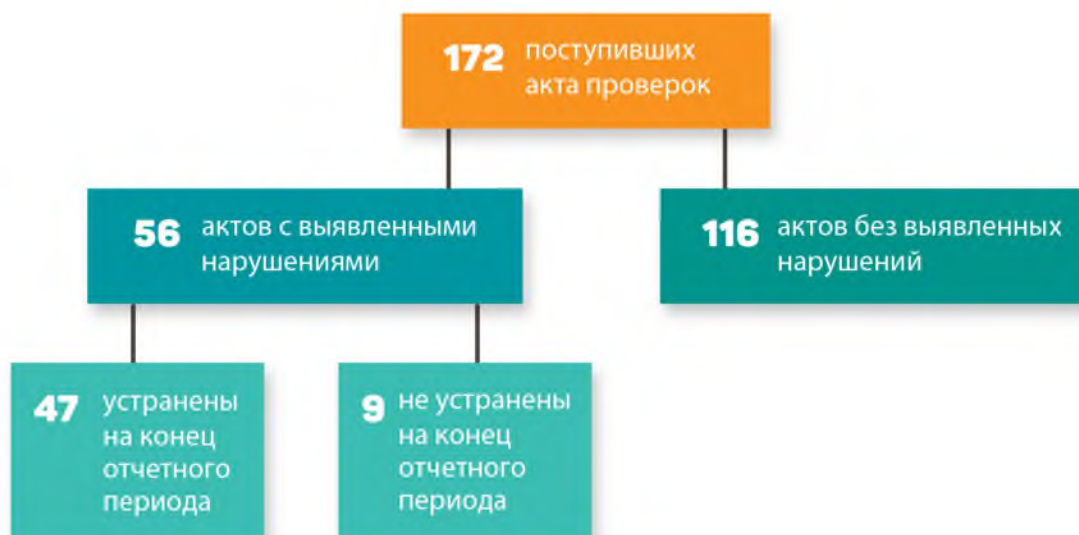 172 поступивших
акта проверок
56 актов с выявленными
нарушениями
116 актов без выявленных
нарушений
47 устранены
на конец
отчетного
периода
9 не устранены
на конец
отчетного
периода